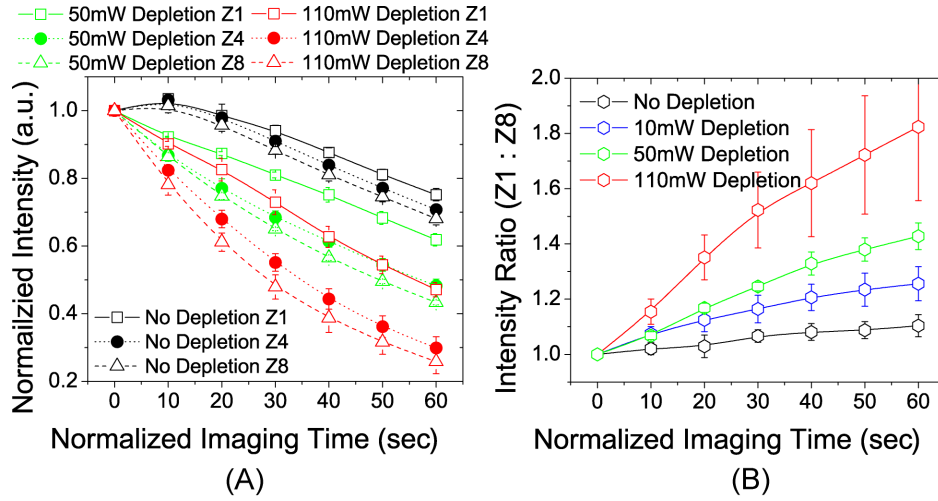 50mW Depletion Z1
50mW Depletion Z4
50mW Depletion Z8
110mW Depletion Z1
110mW Depletion Z4
110mW Depletion Z8
Normailzied Intensity (a.u.)
1.0
0.8
0.6
0.4
0.2
No Depletion Z1
No Depletion Z4
No Depletion Z8
0 10 20 30 40 50 60
Normalized Imaging Time (sec)
(A)
Intensity Ratio (Z1 : Z8)
2.0
1.8
1.6
1.4
1.2
1.0
No Depletion
10mW Depletion
50mW Depletion
110mW Depletion
0 10 20 30 40 50 60
Normalized Imaging Time (sec)
(B)